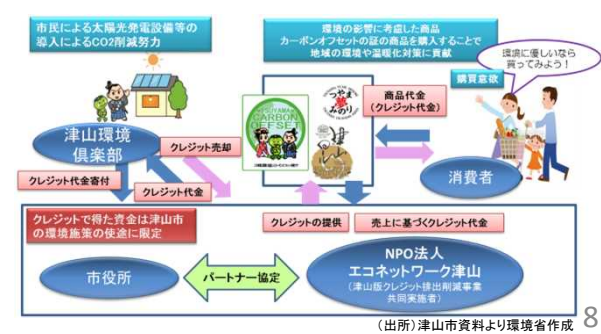 市民による太陽光発電設備等の
導入によるCO2削減努力
環境の影響に考慮した商品
カーボンオフセットの証の商品を購入することで
地域の環境や温暖化対策に貢献
環境に優しいなら
買ってみよう!
購買意欲
商品代金
(クレジット代金)
つやま
夢
みのり
TSUYAMA
CARBON
OFFSET
津山環境
倶楽部
クレジット売却
消費者
クレジット代金寄付
クレジット代金
クレジットで得た資金は津山市
の環境施策の使途に限定
クレジットの提供
売上に基づくクレジット代金
市役所
パートナー協定
NPO法人
エコネットワーク津山
(津山版クレジット排出削減事業
共同実施者)
(出所)津山市資料より環境省作成
8